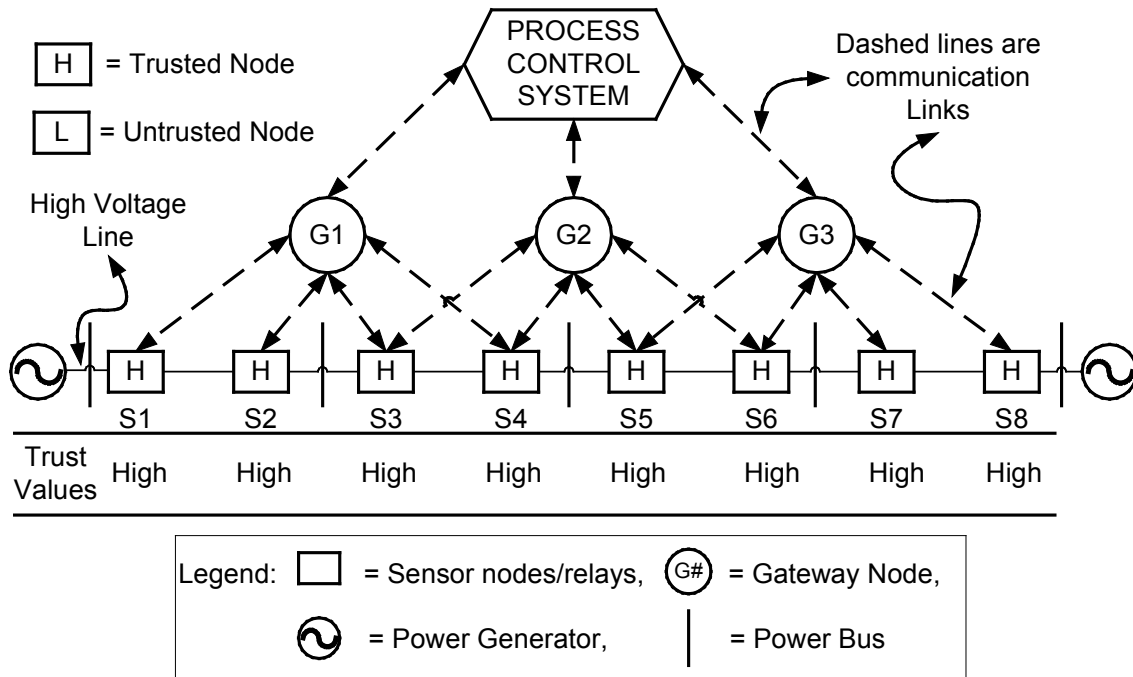 PROCESS
CONTROL
SYSTEM
H = Trusted Node
L = Untrusted Node
Dashed lines are
communication
Links
High Voltage
Line
G1 G2 G3
H H H H H H H H
S1 S2 S3 S4 S5 S6 S7 S8
Trust
Values
High High High High High High High High
Legend: = Sensor nodes/relays, G# = Gateway Node,
= Power Generator, = Power Bus